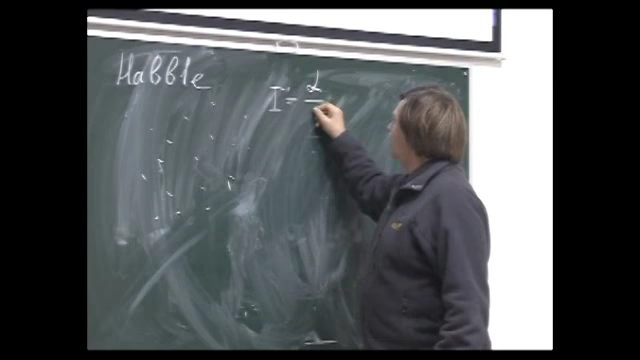 Habble
I = α